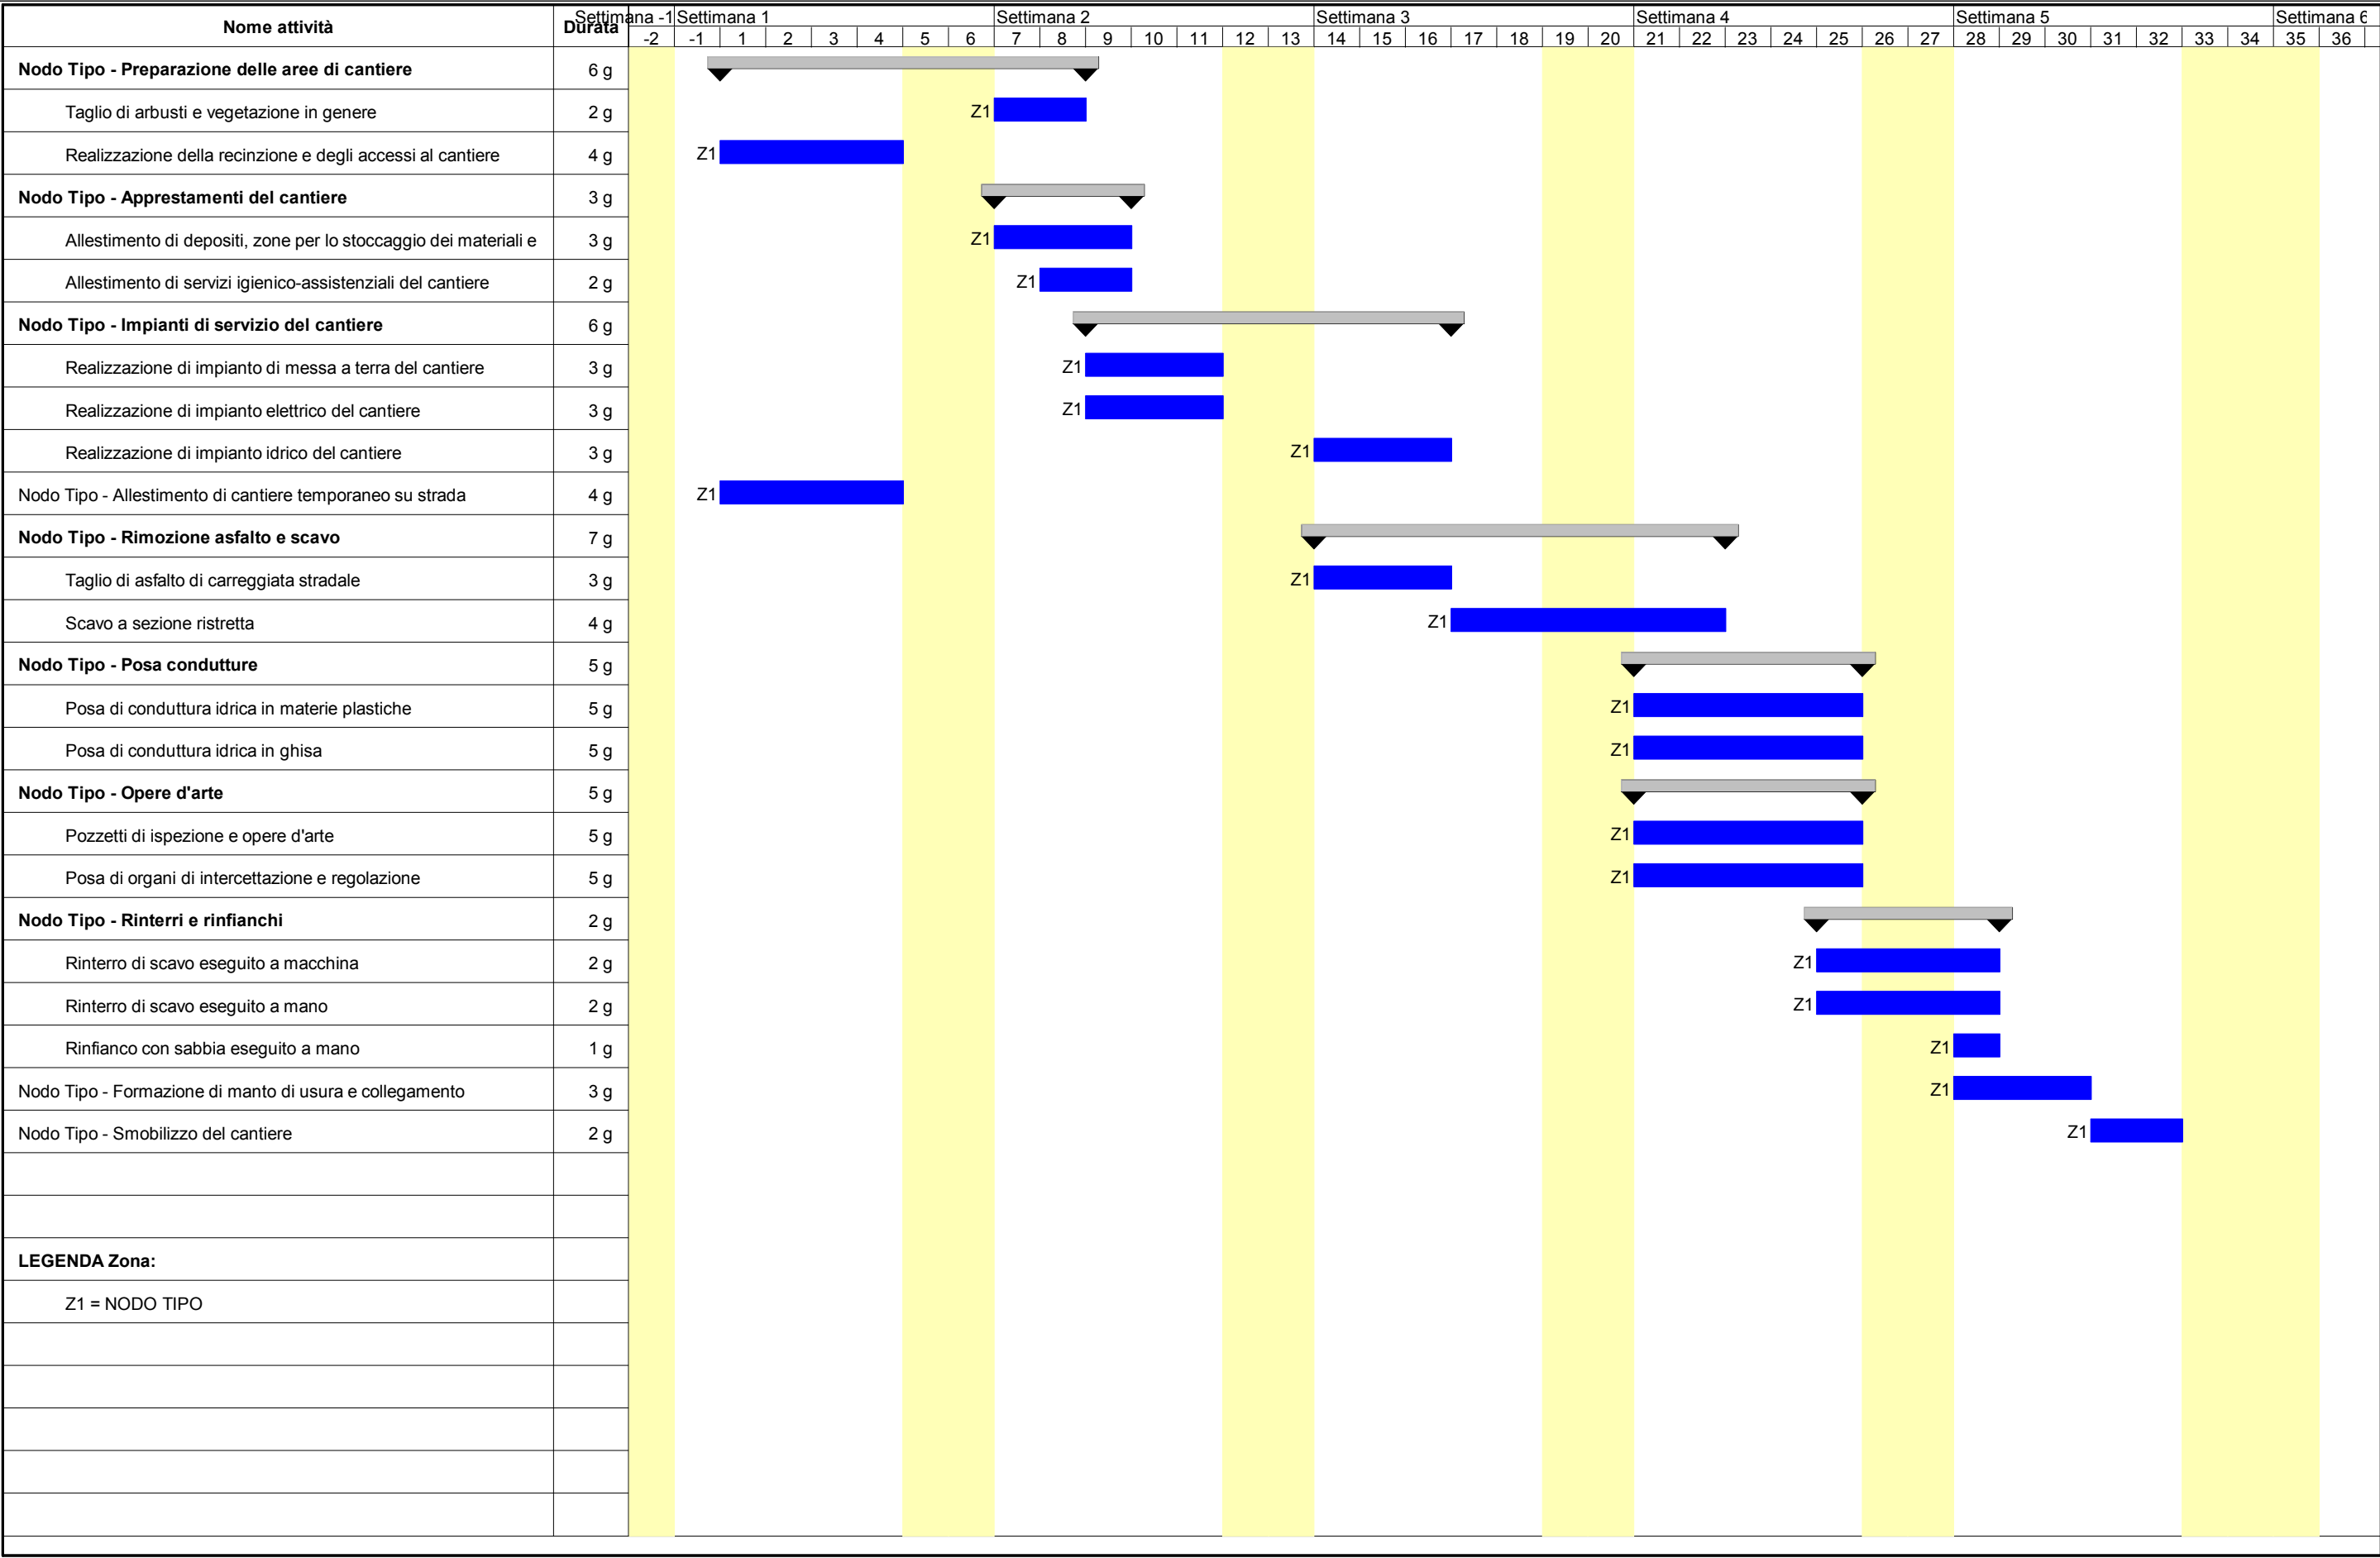 Nome attività Durata Settimana -1 Settimana 1 Settimana 2 Settimana 3 Settimana 4 Settimana 5 Settimana 6
-2 -1 1 2 3 4 5 6 7 8 9 10 11 12 13 14 15 16 17 18 19 20 21 22 23 24 25 26 27 28 29 30 31 32 33 34 35 36
Nodo Tipo - Preparazione delle aree di cantiere 6 g
Taglio di arbusti e vegetazione in genere 2 g Z1
Realizzazione della recinzione e degli accessi al cantiere 4 g Z1
Nodo Tipo - Apprestamenti del cantiere 3 g
Allestimento di depositi, zone per lo stoccaggio dei materiali e 3 g Z1
Allestimento di servizi igienico-assistenziali del cantiere 2 g Z1
Nodo Tipo - Impianti di servizio del cantiere 6 g
Realizzazione di impianto di messa a terra del cantiere 3 g Z1
Realizzazione di impianto elettrico del cantiere 3 g Z1
Realizzazione di impianto idrico del cantiere 3 g Z1
Nodo Tipo - Allestimento di cantiere temporaneo su strada 4 g Z1
Nodo Tipo - Rimozione asfalto e scavo 7 g
Taglio di asfalto di carreggiata stradale 3 g Z1
Scavo a sezione ristretta 4 g Z1
Nodo Tipo - Posa condutture 5 g
Posa di conduttura idrica in materie plastiche 5 g Z1
Posa di conduttura idrica in ghisa 5 g Z1
Nodo Tipo - Opere d'arte 5 g
Pozzetti di ispezione e opere d'arte 5 g Z1
Posa di organi di intercettazione e regolazione 5 g Z1
Nodo Tipo - Rinterri e rinfianchi 2 g
Rinterro di scavo eseguito a macchina 2 g Z1
Rinterro di scavo eseguito a mano 2 g Z1
Rinfianco con sabbia eseguito a mano 1 g Z1
Nodo Tipo - Formazione di manto di usura e collegamento 3 g Z1
Nodo Tipo - Smobilizzo del cantiere 2 g Z1
LEGENDA Zona:
Z1 = NODO TIPO